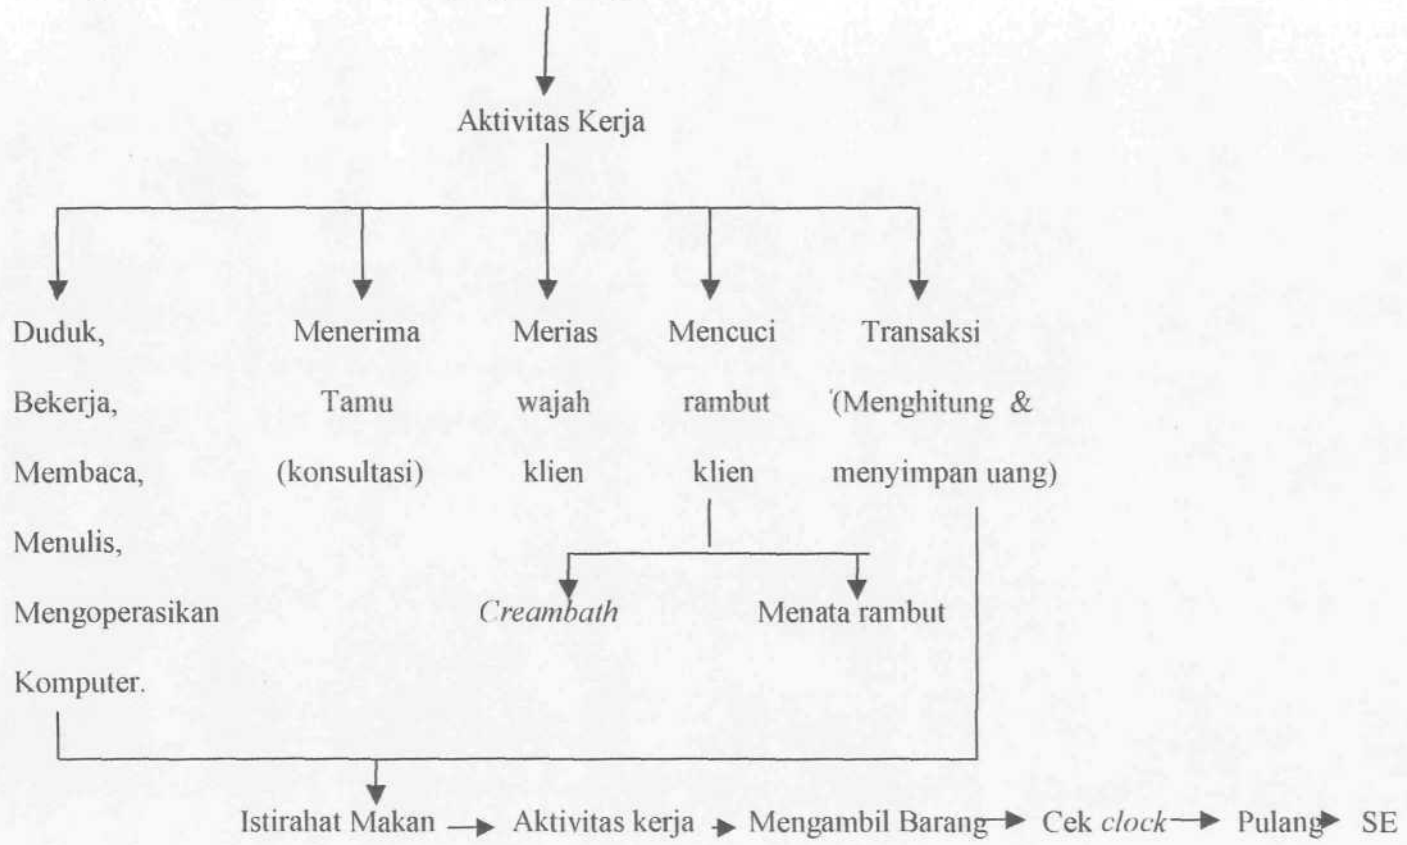 Aktivitas Kerja
Duduk,
Bekerja,
Membaca,
Menulis,
Mengoperasikan
Komputer.
Menerima
Tamu
(konsultasi)
Merias
wajah
klien
Mencuci
rambut
klien
Transaksi
(Menghitung &
menyimpan uang)
Creambath
Menata rambut
Istirahat Makan
Aktivitas kerja
Mengambil Barang
Cek clock
Pulang
SE